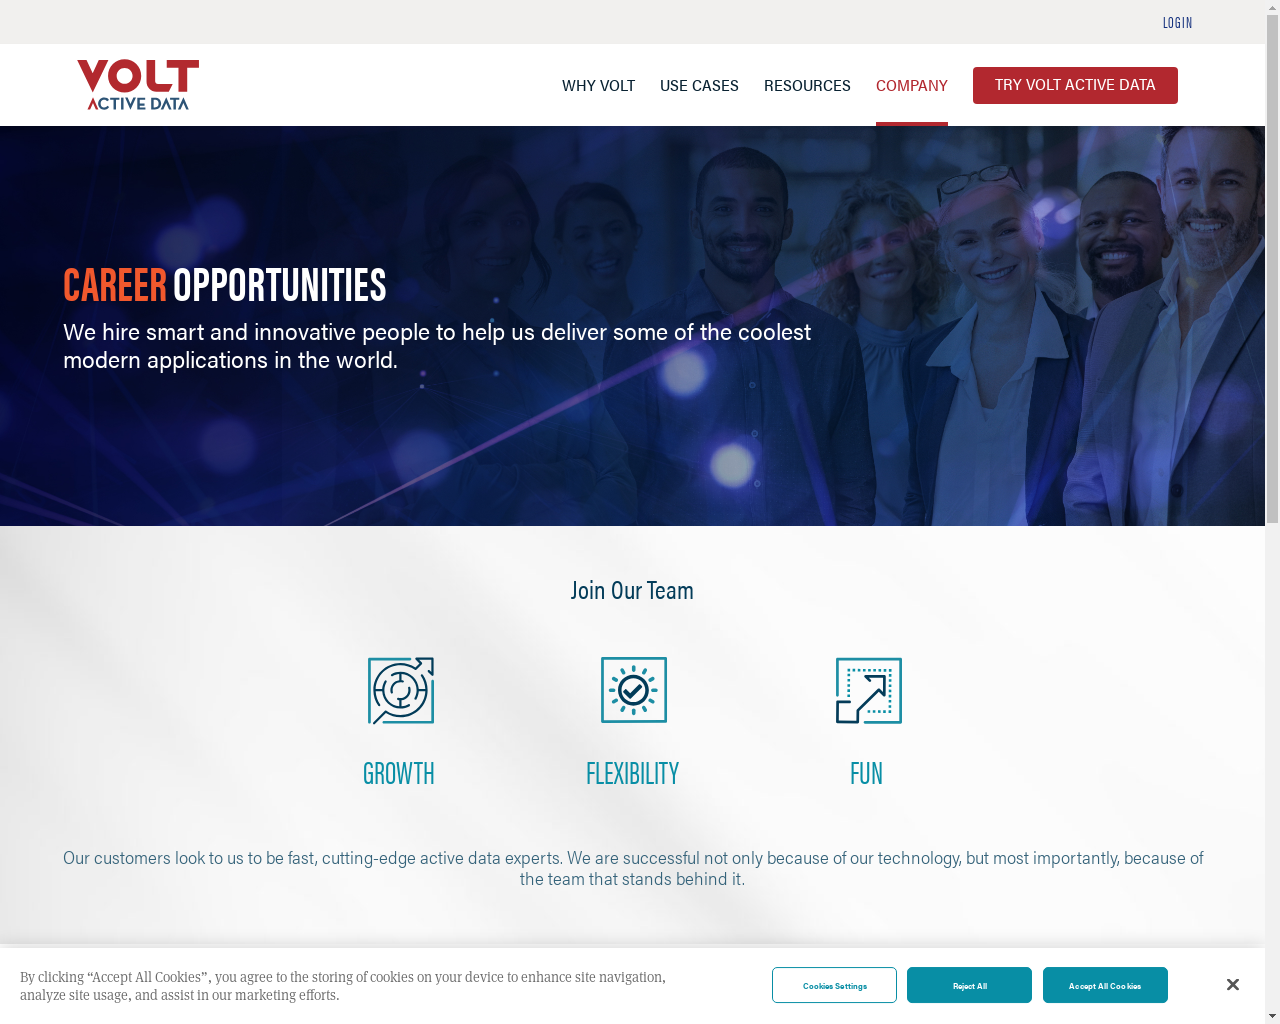 LOGIN
VOLT
ACTIVE DATA
WHY VOLT
USE CASES
RESOURCES
COMPANY
TRY VOLT ACTIVE DATA
CAREER OPPORTUNITIES
We hire smart and innovative people to help us deliver some of the coolest
modern applications in the world.
Join Our Team
GROWTH
FLEXIBILITY
FUN
Our customers look to us to be fast, cutting-edge active data experts. We are successful not only because of our technology, but most importantly, because of
the team that stands behind it.
By clicking “Accept All Cookies”, you agree to the storing of cookies on your device to enhance site navigation,
analyze site usage, and assist in our marketing efforts.
Cookies Settings
Reject All
Accept All Cookies